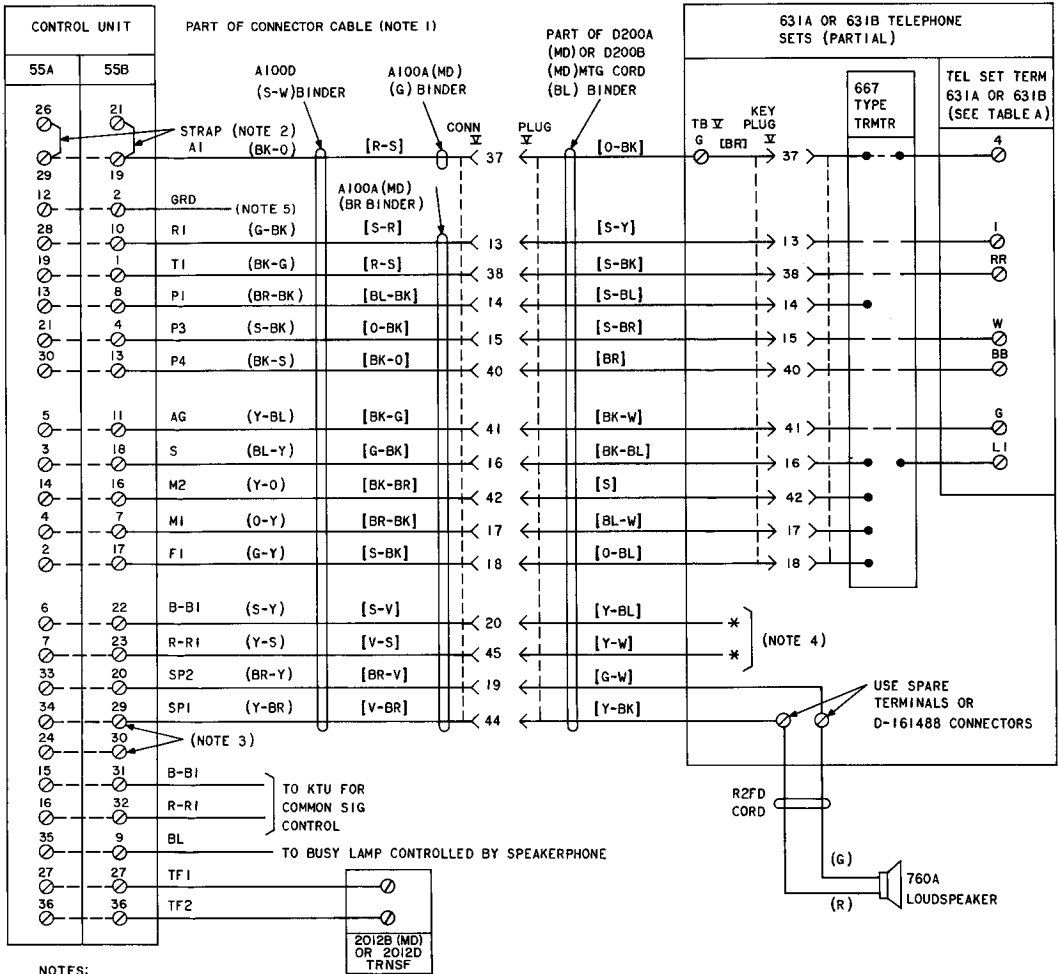 CONTROL UNIT
55A 55B
PART OF CONNECTOR CABLE (NOTE 1)
A100D
(S-W) BINDER
A100A (MD)
(G) BINDER
PART OF D200A
(MD) OR D200B
(MD) MTG CORD
(BL) BINDER
631A OR 631B TELEPHONE
SETS (PARTIAL)
667
TYPE
TRMTR
TEL SET TERM
631A OR 631B
(SEE TABLE A)
CONN PLUG TB KEY PLUG
26 21
STRAP (NOTE 2)
29 19 A1 (BK-O) [R-S] 37 [O-BK] G [BR] 37 4
A100A (MD)
(BR BINDER)
12 2 GRD (NOTE 5)
28 10 R1 (G-BK) [S-R] 13 [S-Y] 13 1
19 1 T1 (BK-G) [R-S] 38 [S-BK] 38 RR
13 8 P1 (BR-BK) [BL-BK] 14 [S-BL] 14
21 4 P3 (S-BK) [O-BK] 15 [S-BR] 15 W
30 13 P4 (BK-S) [BK-O] 40 [BR] 40 BB
5 11 AG (Y-BL) [BK-G] 41 [BK-W] 41 G
3 18 S (BL-Y) [G-BK] 16 [BK-BL] 16 L1
14 16 M2 (Y-O) [BK-BR] 42 [S] 42
4 7 M1 (O-Y) [BR-BK] 17 [BL-W] 17
2 17 F1 (G-Y) [S-BK] 18 [O-BL] 18
6 22 B-B1 (S-Y) [S-V] 20 [Y-BL] *
7 23 R-R1 (Y-S) [V-S] 45 [Y-W] *
(NOTE 4)
33 20 SP2 (BR-Y) [BR-V] 19 [G-W]
34 29 SP1 (Y-BR) [V-BR] 44 [Y-BK]
USE SPARE
TERMINALS OR
D-161488 CONNECTORS
24 30 (NOTE 3)
15 31 B-B1
16 32 R-R1
TO KTU FOR
COMMON SIG
CONTROL
35 9 BL TO BUSY LAMP CONTROLLED BY SPEAKERPHONE
27 27 TF1
36 36 TF2
2012B (MD)
OR 2012D
TRNSF
R2FD
CORD
(G)
(R)
760A
LOUDSPEAKER
NOTES: